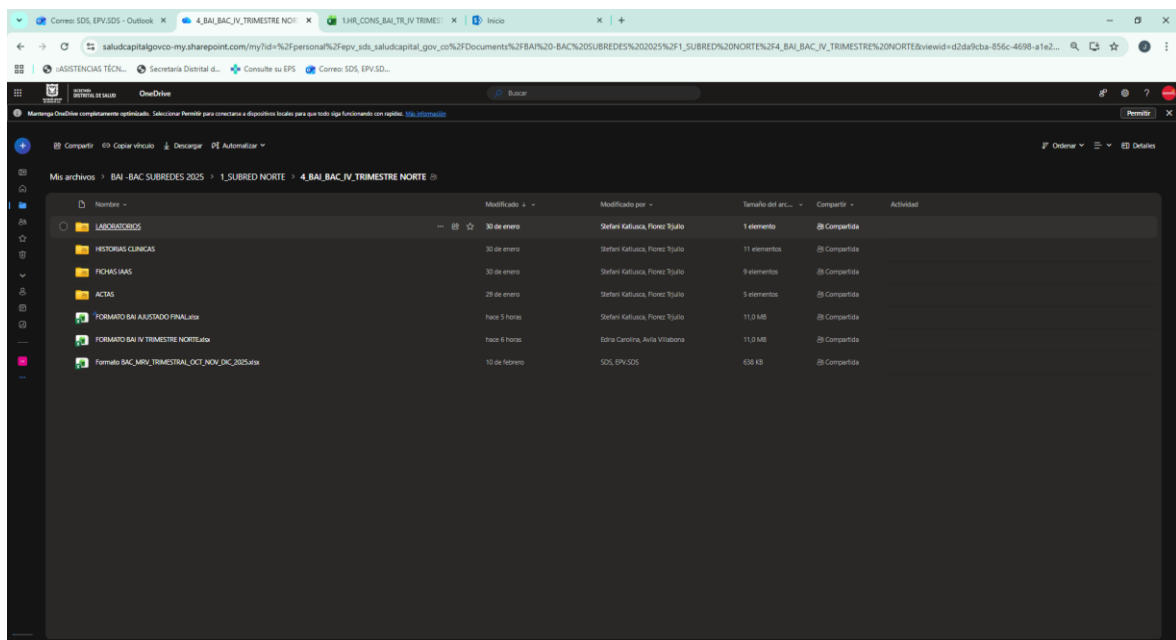 Correo: SDS, EPV.SDS - Outlook
4_BAI_BAC_IV_TRIMESTRE NOR
1.HR_CONS_BAI_TR_IV TRIMEST
Inicio
saludcapitalgovco-my.sharepoint.com/my?id=%2Fpersonal%2Fepv_sds_saludcapital_gov_co%2FDocuments%2FBAI%20-BAC%20SUBREDES%202025%2F1_SUBRED%20NORTE%2F4_BAI_BAC_IV_TRIMESTRE%20NORTE&viewid=d2da9cba-856c-4698-a1e2...
::ASISTENCIAS TÉCN...
Secretaría Distrital d...
Consulte su EPS
Correo: SDS, EPV.SD...
SECRETARÍA DISTRITAL DE SALUD
OneDrive
Buscar
Mantenga OneDrive completamente optimizado. Seleccionar Permitir para conectarse a dispositivos locales para que todo siga funcionando con rapidez. Más información
Permitir
Compartir
Copiar vínculo
Descargar
Automatizar
Ordenar
Detalles
Mis archivos > BAI -BAC SUBREDES 2025 > 1_SUBRED NORTE > 4_BAI_BAC_IV_TRIMESTRE NORTE
Nombre Modificado Modificado por Tamaño del arc... Compartir Actividad
LABORATORIOS 30 de enero Stefani Katiusca, Florez Trjullo 1 elemento Compartida
HISTORIAS CLINICAS 30 de enero Stefani Katiusca, Florez Trjullo 11 elementos Compartida
FICHAS IAAS 30 de enero Stefani Katiusca, Florez Trjullo 9 elementos Compartida
ACTAS 29 de enero Stefani Katiusca, Florez Trjullo 5 elementos Compartida
FORMATO BAI AJUSTADO FINAL.xlsx hace 5 horas Stefani Katiusca, Florez Trjullo 11,0 MB Compartida
FORMATO BAI IV TRIMESTRE NORTE.xlsx hace 6 horas Edna Carolina, Avila Villabona 11,0 MB Compartida
Formato BAC_MRV_TRIMESTRAL_OCT_NOV_DIC_2025.xlsx 10 de febrero SDS, EPV.SDS 638 KB Compartida